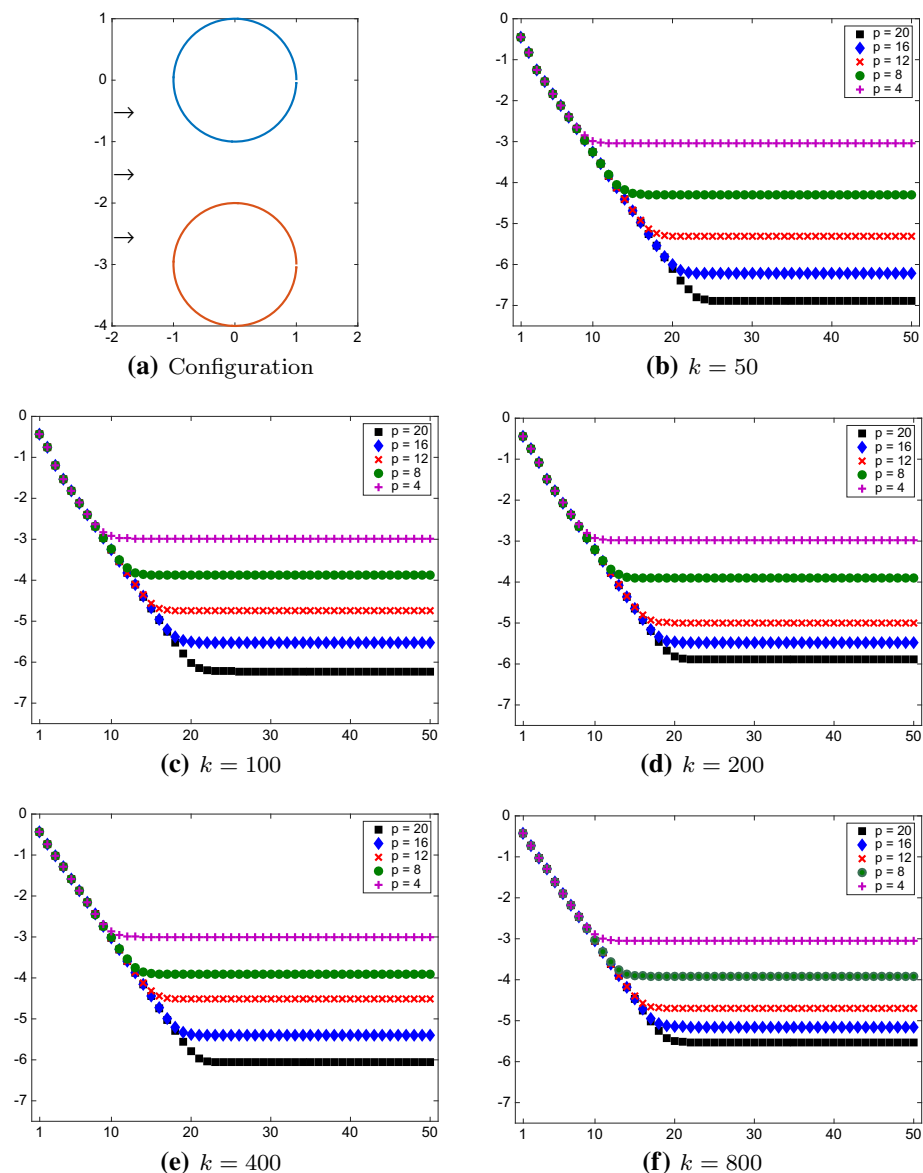 1
0
-1
-2
-3
-4
-2
-1
0
1
2
(a) Configuration
0
-1
-2
-3
-4
-5
-6
-7
1
10
20
30
40
50
p = 20
p = 16
p = 12
p = 8
p = 4
(b) k = 50
0
-1
-2
-3
-4
-5
-6
-7
1
10
20
30
40
50
p = 20
p = 16
p = 12
p = 8
p = 4
(c) k = 100
0
-1
-2
-3
-4
-5
-6
-7
1
10
20
30
40
50
p = 20
p = 16
p = 12
p = 8
p = 4
(d) k = 200
0
-1
-2
-3
-4
-5
-6
-7
1
10
20
30
40
50
p = 20
p = 16
p = 12
p = 8
p = 4
(e) k = 400
0
-1
-2
-3
-4
-5
-6
-7
1
10
20
30
40
50
p = 20
p = 16
p = 12
p = 8
p = 4
(f) k = 800